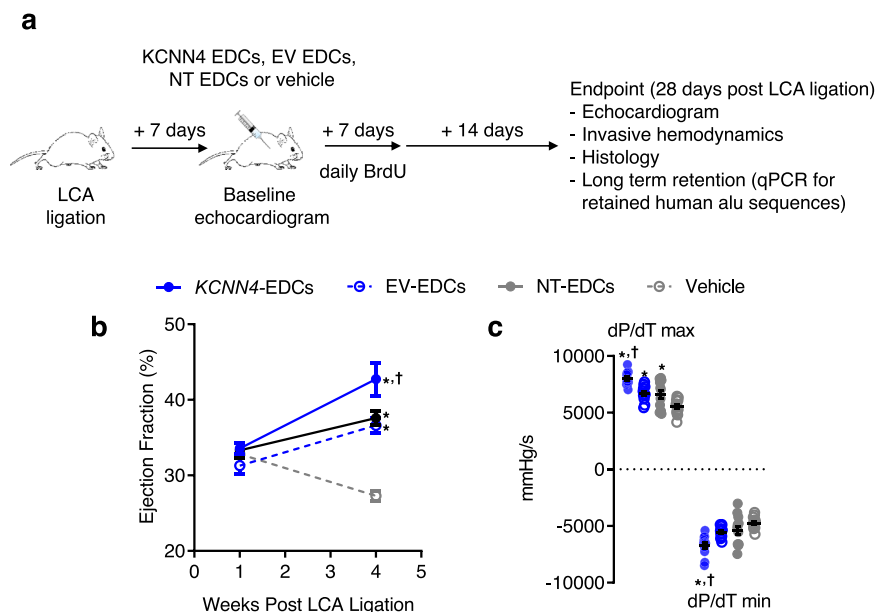 a
KCNN4 EDCs, EV EDCs,
NT EDCs or vehicle
+ 7 days
+ 7 days
daily BrdU
+ 14 days
LCA
ligation
Baseline
echocardiogram
Endpoint (28 days post LCA ligation)
- Echocardiogram
- Invasive hemodynamics
- Histology
- Long term retention (qPCR for
retained human alu sequences)
KCNN4-EDCs EV-EDCs NT-EDCs Vehicle
b
Ejection Fraction (%)
50
40
30
20
*,†
*
*
0 1 2 3 4 5
Weeks Post LCA Ligation
c
dP/dT max
mmHg/s
10000
5000
0
-5000
-10000
*,† * *
*,†
dP/dT min